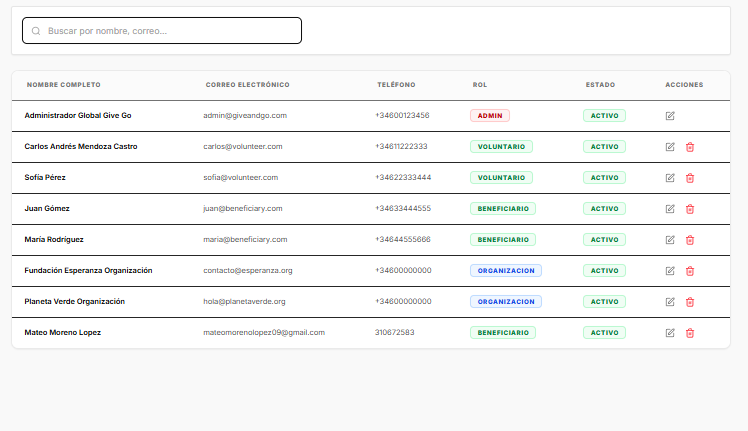 Buscar por nombre, correo...
NOMBRE COMPLETO CORREO ELECTRÓNICO TELÉFONO ROL ESTADO ACCIONES
Administrador Global Give Go admin@giveandgo.com +34600123456 ADMIN ACTIVO
Carlos Andrés Mendoza Castro carlos@volunteer.com +34611222333 VOLUNTARIO ACTIVO
Sofía Pérez sofia@volunteer.com +34622333444 VOLUNTARIO ACTIVO
Juan Gómez juan@beneficiary.com +34633444555 BENEFICIARIO ACTIVO
María Rodríguez maria@beneficiary.com +34644555666 BENEFICIARIO ACTIVO
Fundación Esperanza Organización contacto@esperanza.org +34600000000 ORGANIZACION ACTIVO
Planeta Verde Organización hola@planetaverde.org +34600000000 ORGANIZACION ACTIVO
Mateo Moreno Lopez mateomorenolopez09@gmail.com 310672583 BENEFICIARIO ACTIVO